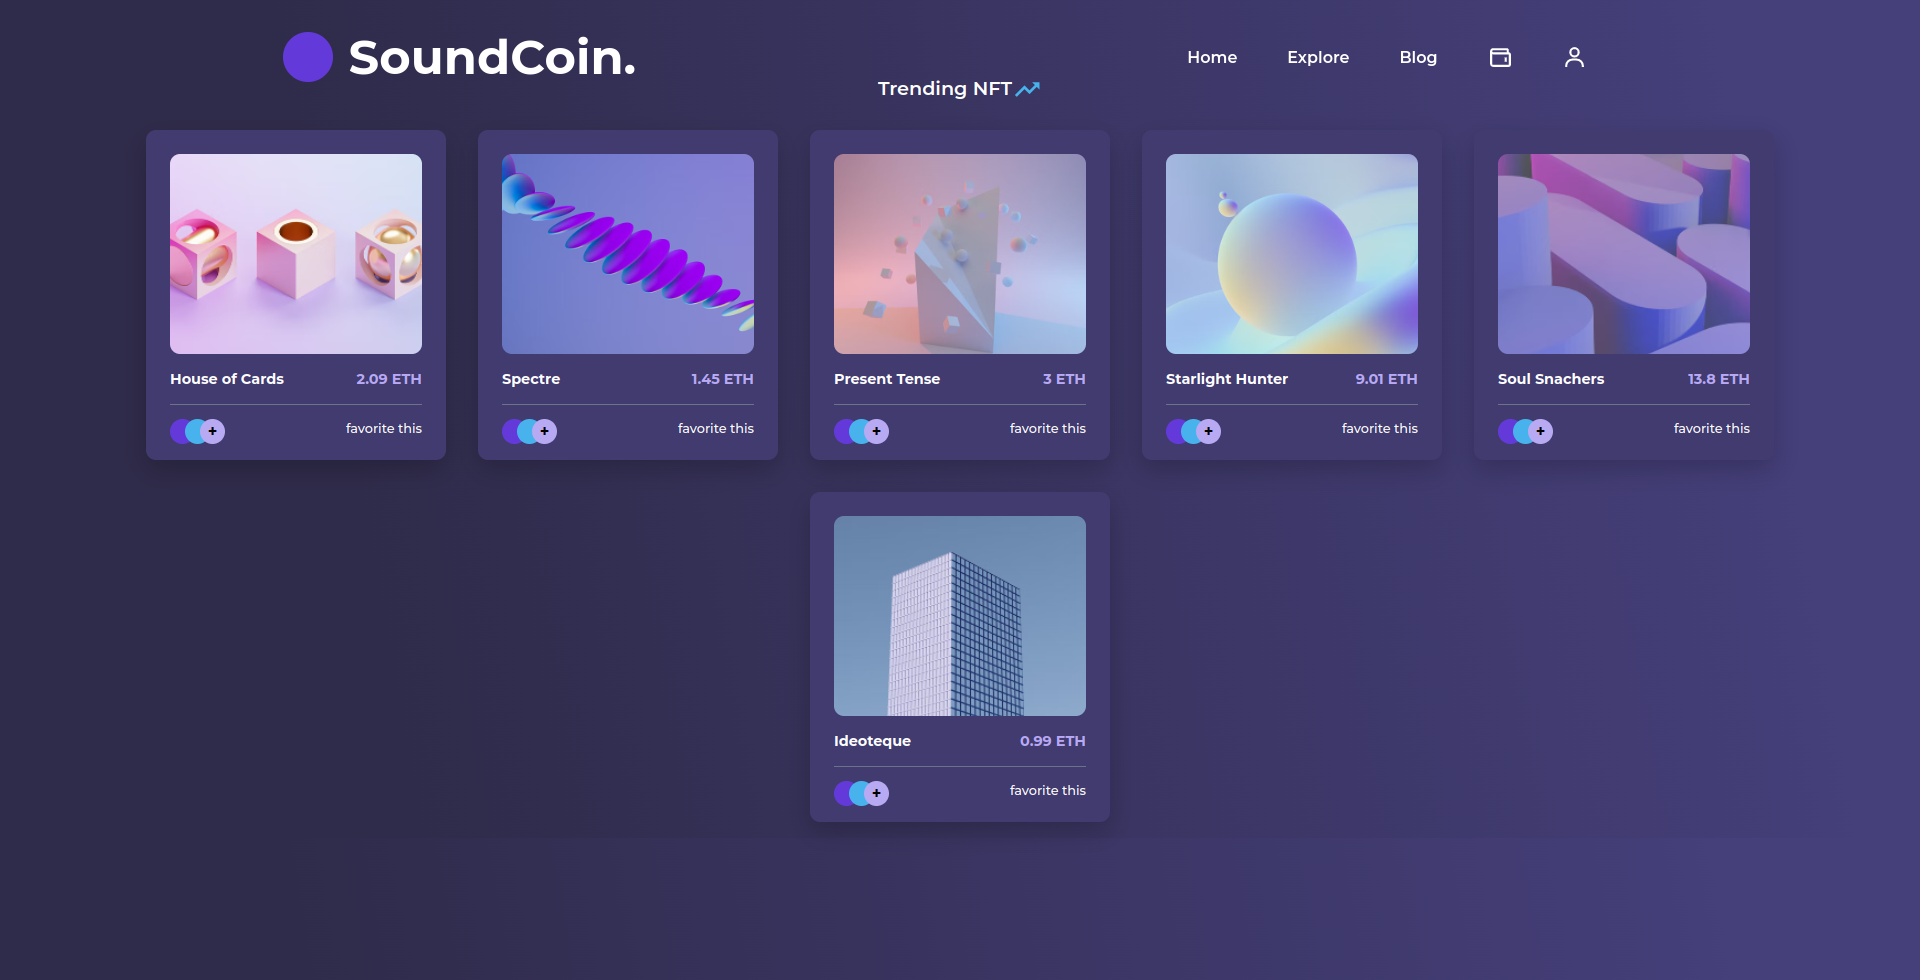 SoundCoin.
Home Explore Blog
Trending NFT
House of Cards 2.09 ETH
+ favorite this
Spectre 1.45 ETH
+ favorite this
Present Tense 3 ETH
+ favorite this
Starlight Hunter 9.01 ETH
+ favorite this
Soul Snachers 13.8 ETH
+ favorite this
Ideoteque 0.99 ETH
+ favorite this